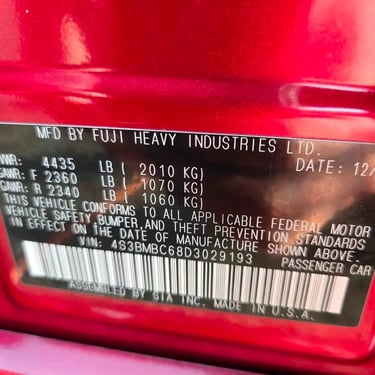 MFD BY FUJI HEAVY INDUSTRIES LTD.
VWR: 4435 LB ( 2010 KG) DATE: 12/
GAWR: F 2360 LB ( 1070 KG)
GAWR: R 2340 LB ( 1060 KG)
THIS VEHICLE CONFORMS TO ALL APPLICABLE FEDERAL MOTOR
VEHICLE SAFETY, BUMPER, AND THEFT PREVENTION STANDARDS
IN EFFECT ON THE DATE OF MANUFACTURE SHOWN ABOVE.
VIN: 4S3BMBC68D3029193 PASSENGER CAR
ASSEMBLED BY SIA INC. MADE IN U.S.A.